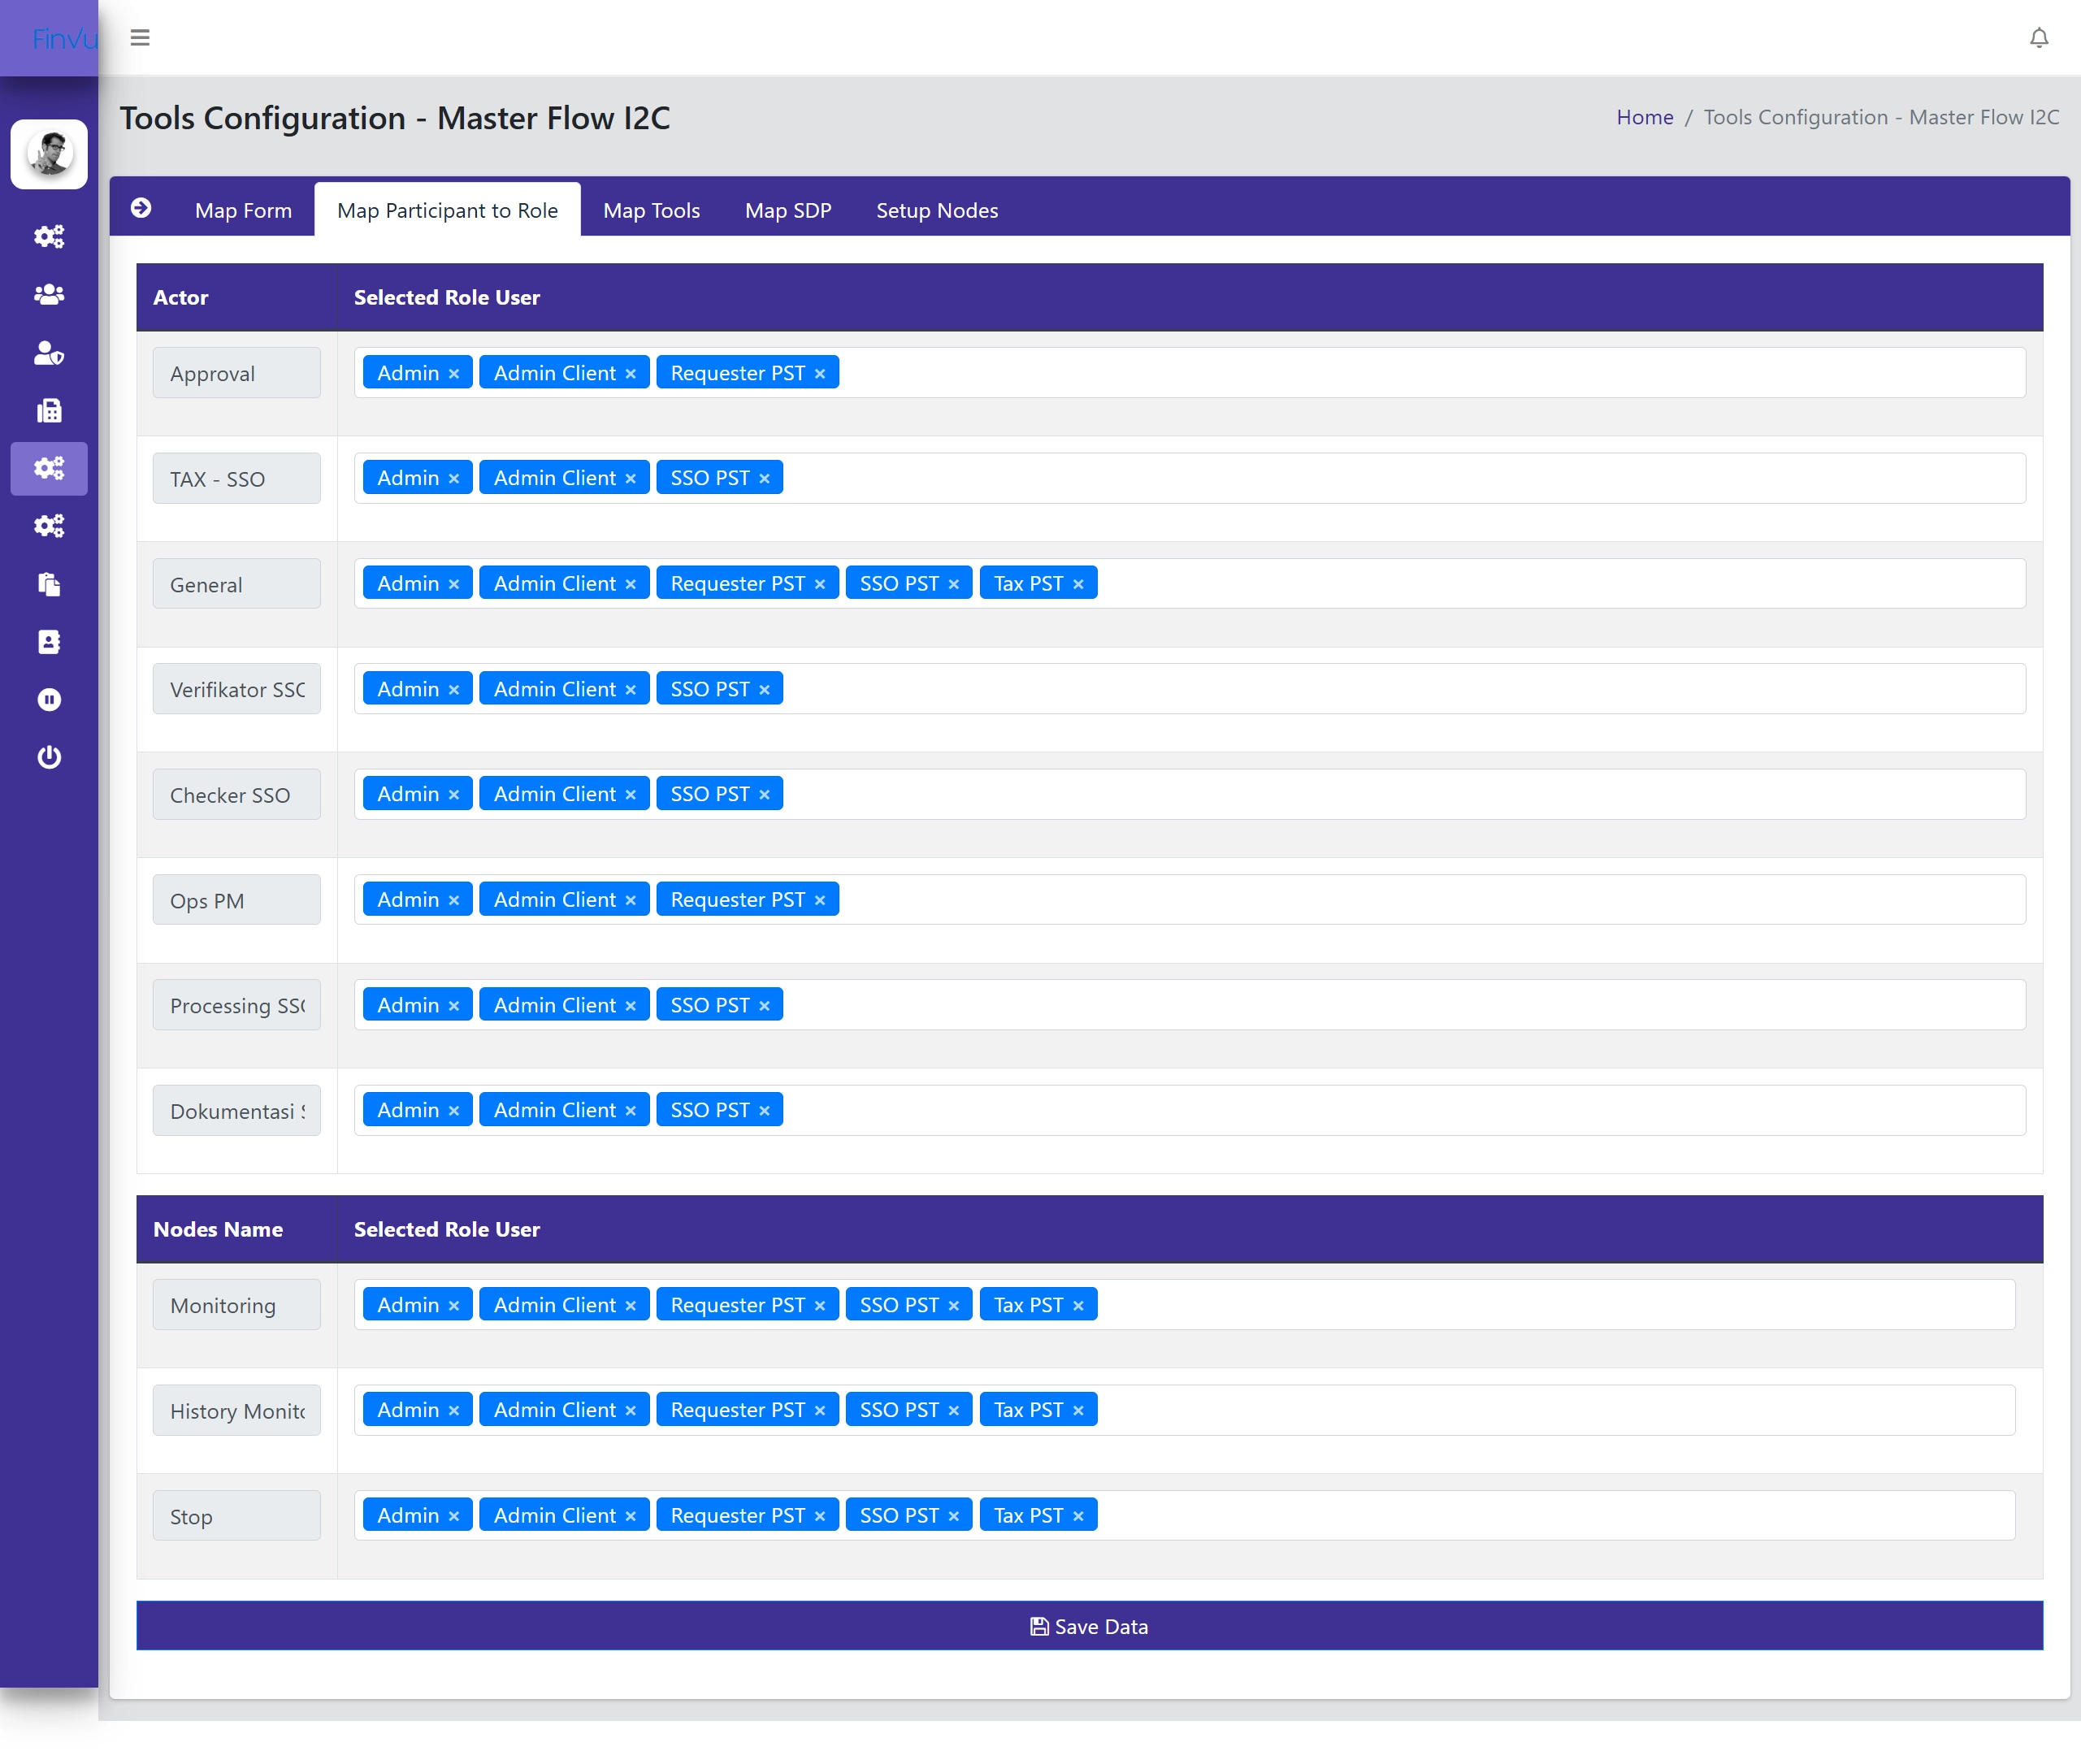 FinVu
Tools Configuration - Master Flow I2C
Home / Tools Configuration - Master Flow I2C
Map Form Map Participant to Role Map Tools Map SDP Setup Nodes
Actor Selected Role User
Approval Admin × Admin Client × Requester PST ×
TAX - SSO Admin × Admin Client × SSO PST ×
General Admin × Admin Client × Requester PST × SSO PST × Tax PST ×
Verifikator SSO Admin × Admin Client × SSO PST ×
Checker SSO Admin × Admin Client × SSO PST ×
Ops PM Admin × Admin Client × Requester PST ×
Processing SSO Admin × Admin Client × SSO PST ×
Dokumentasi Admin × Admin Client × SSO PST ×
Nodes Name Selected Role User
Monitoring Admin × Admin Client × Requester PST × SSO PST × Tax PST ×
History Admin × Admin Client × Requester PST × SSO PST × Tax PST ×
Stop Admin × Admin Client × Requester PST × SSO PST × Tax PST ×
Save Data